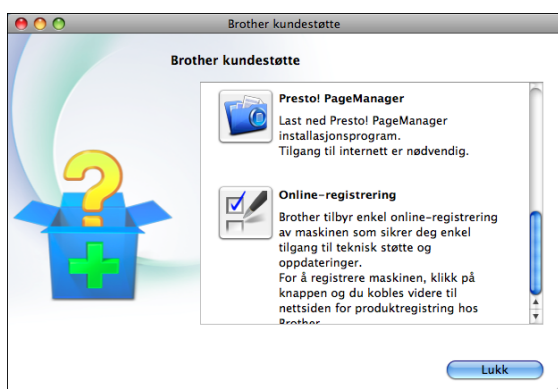 Brother kundestøtte
Brother kundestøtte
Presto! PageManager
Last ned Presto! PageManager
installasjonsprogram.
Tilgang til internett er nødvendig.
Online-registrering
Brother tilbyr enkel online-registrering
av maskinen som sikrer deg enkel
tilgang til teknisk støtte og
oppdateringer.
For å registrere maskinen, klikk på
knappen og du kobles videre til
nettsiden for produktregistring hos
Brother
Lukk